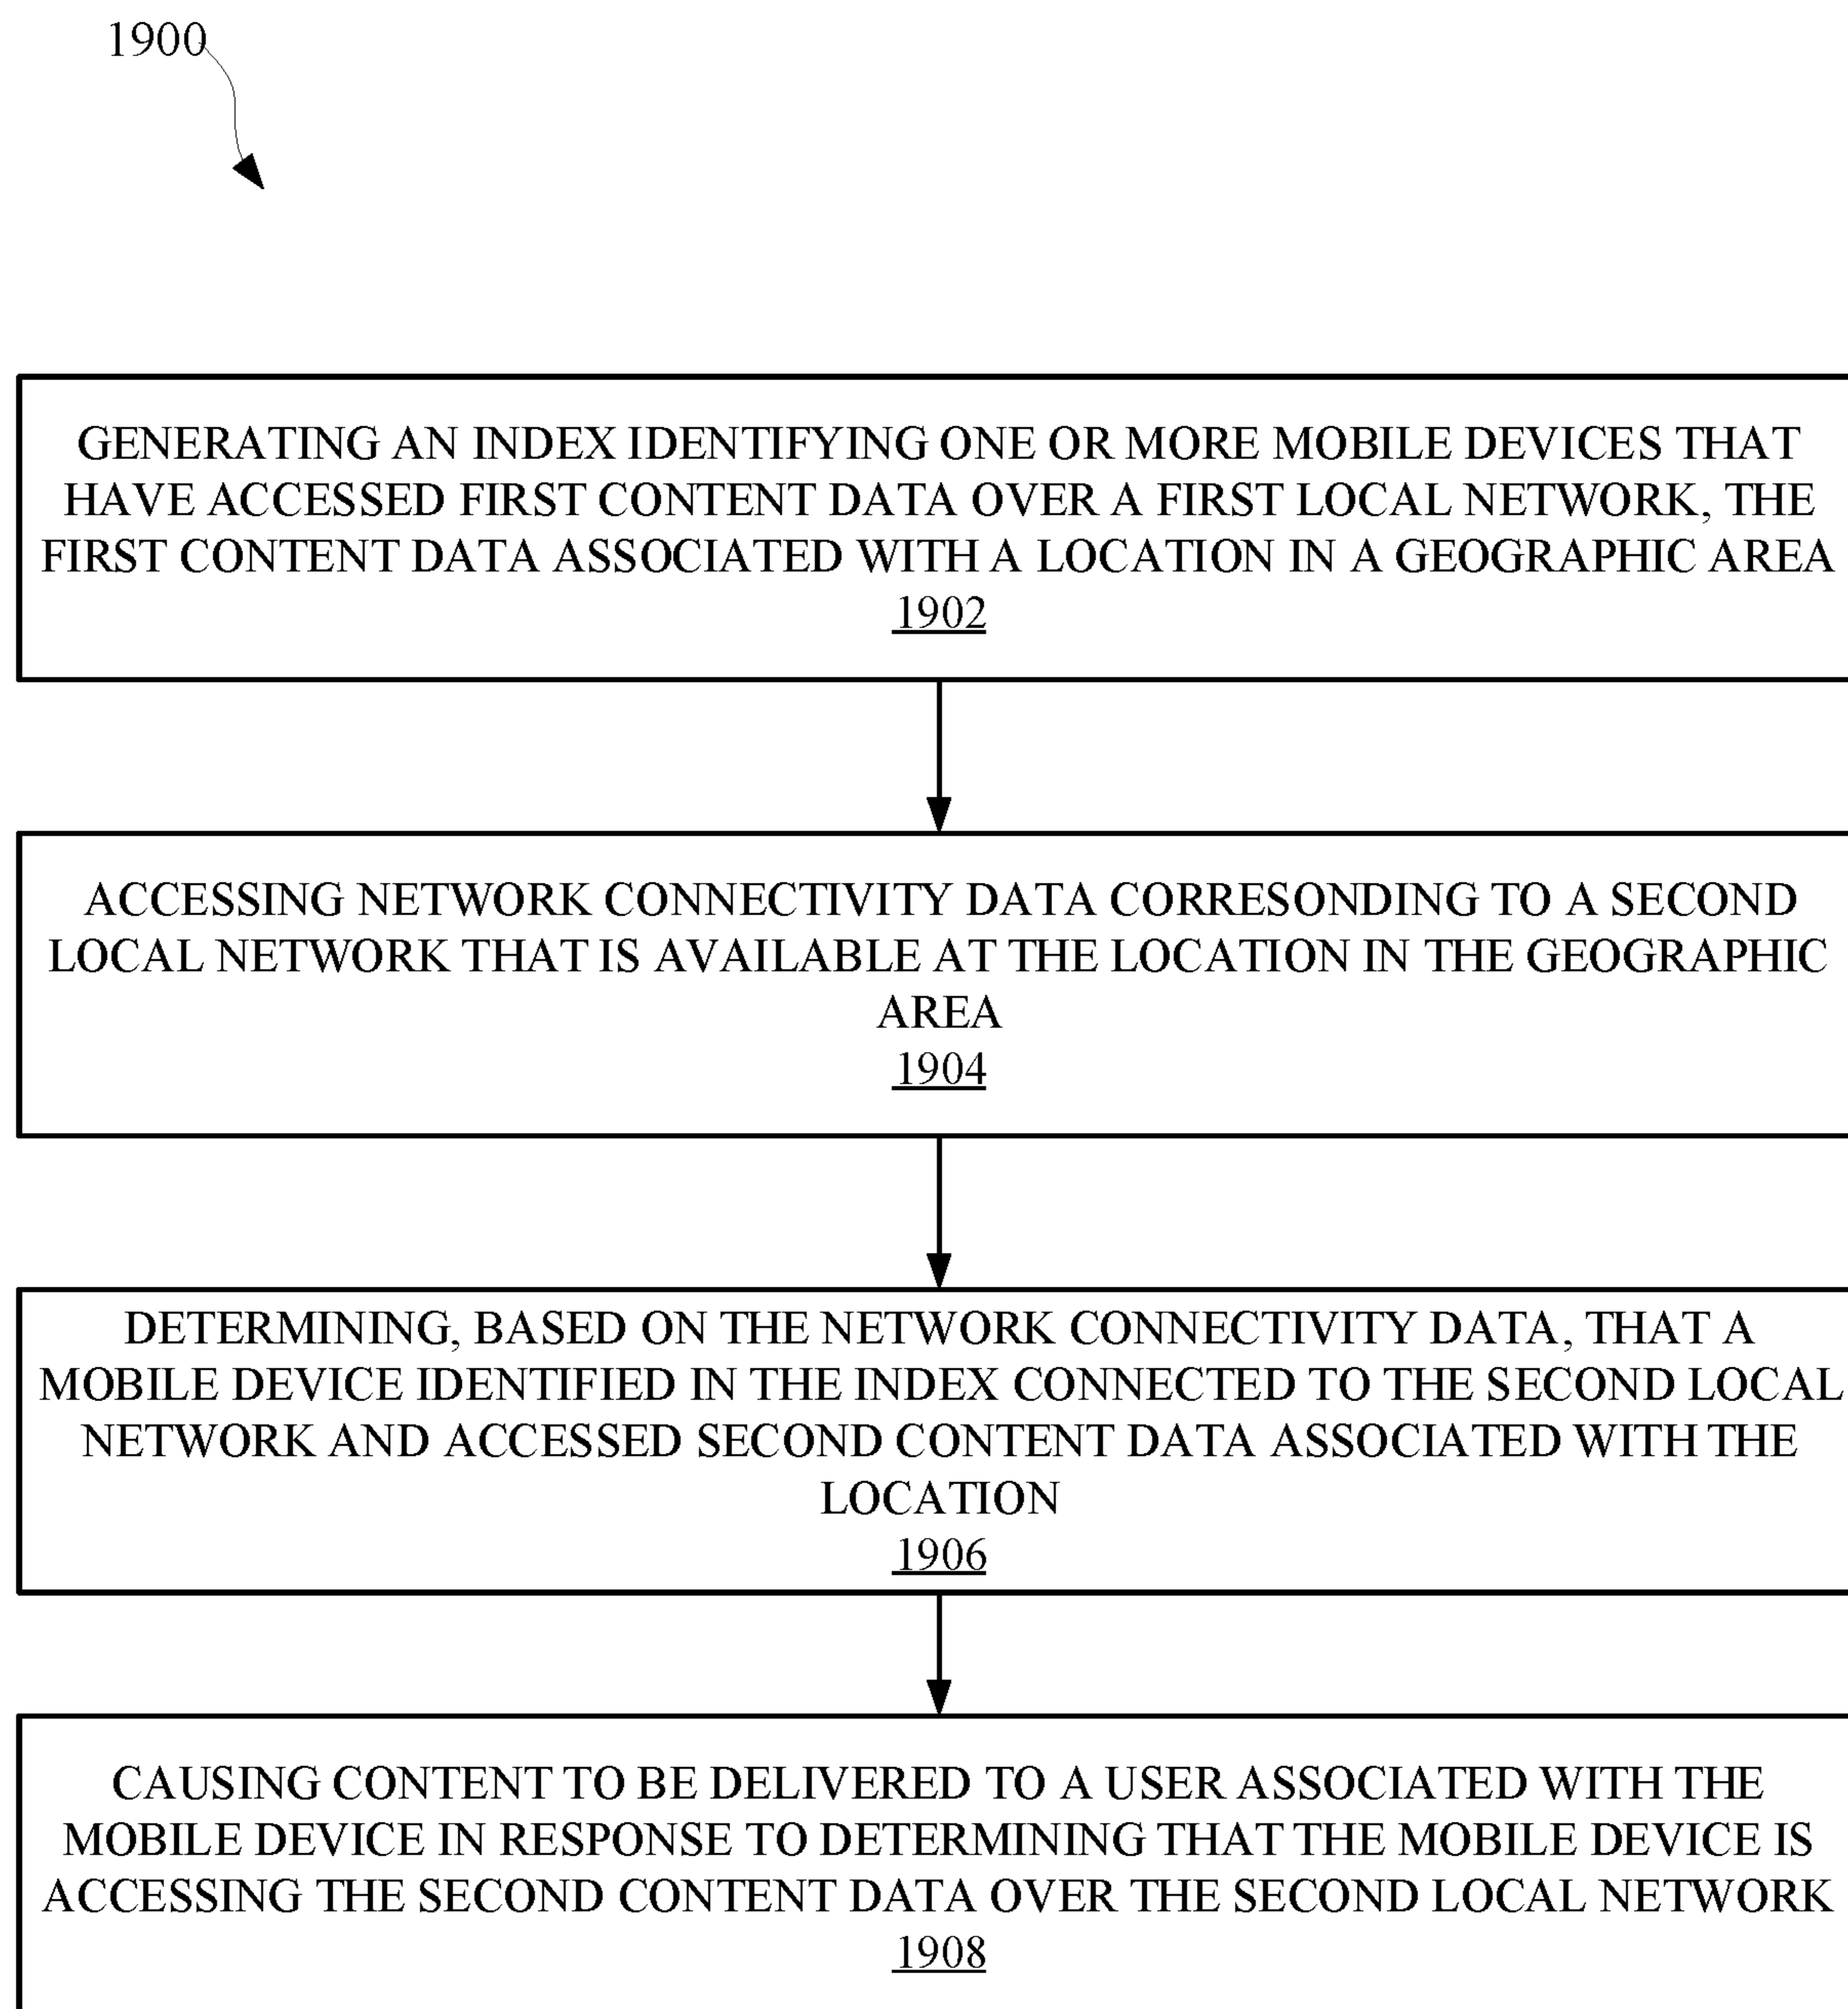 1900
GENERATING AN INDEX IDENTIFYING ONE OR MORE MOBILE DEVICES THAT
HAVE ACCESSED FIRST CONTENT DATA OVER A FIRST LOCAL NETWORK, THE
FIRST CONTENT DATA ASSOCIATED WITH A LOCATION IN A GEOGRAPHIC AREA
1902
ACCESSING NETWORK CONNECTIVITY DATA CORRESONDING TO A SECOND
LOCAL NETWORK THAT IS AVAILABLE AT THE LOCATION IN THE GEOGRAPHIC
AREA
1904
DETERMINING, BASED ON THE NETWORK CONNECTIVITY DATA, THAT A
MOBILE DEVICE IDENTIFIED IN THE INDEX CONNECTED TO THE SECOND LOCAL
NETWORK AND ACCESSED SECOND CONTENT DATA ASSOCIATED WITH THE
LOCATION
1906
CAUSING CONTENT TO BE DELIVERED TO A USER ASSOCIATED WITH THE
MOBILE DEVICE IN RESPONSE TO DETERMINING THAT THE MOBILE DEVICE IS
ACCESSING THE SECOND CONTENT DATA OVER THE SECOND LOCAL NETWORK
1908